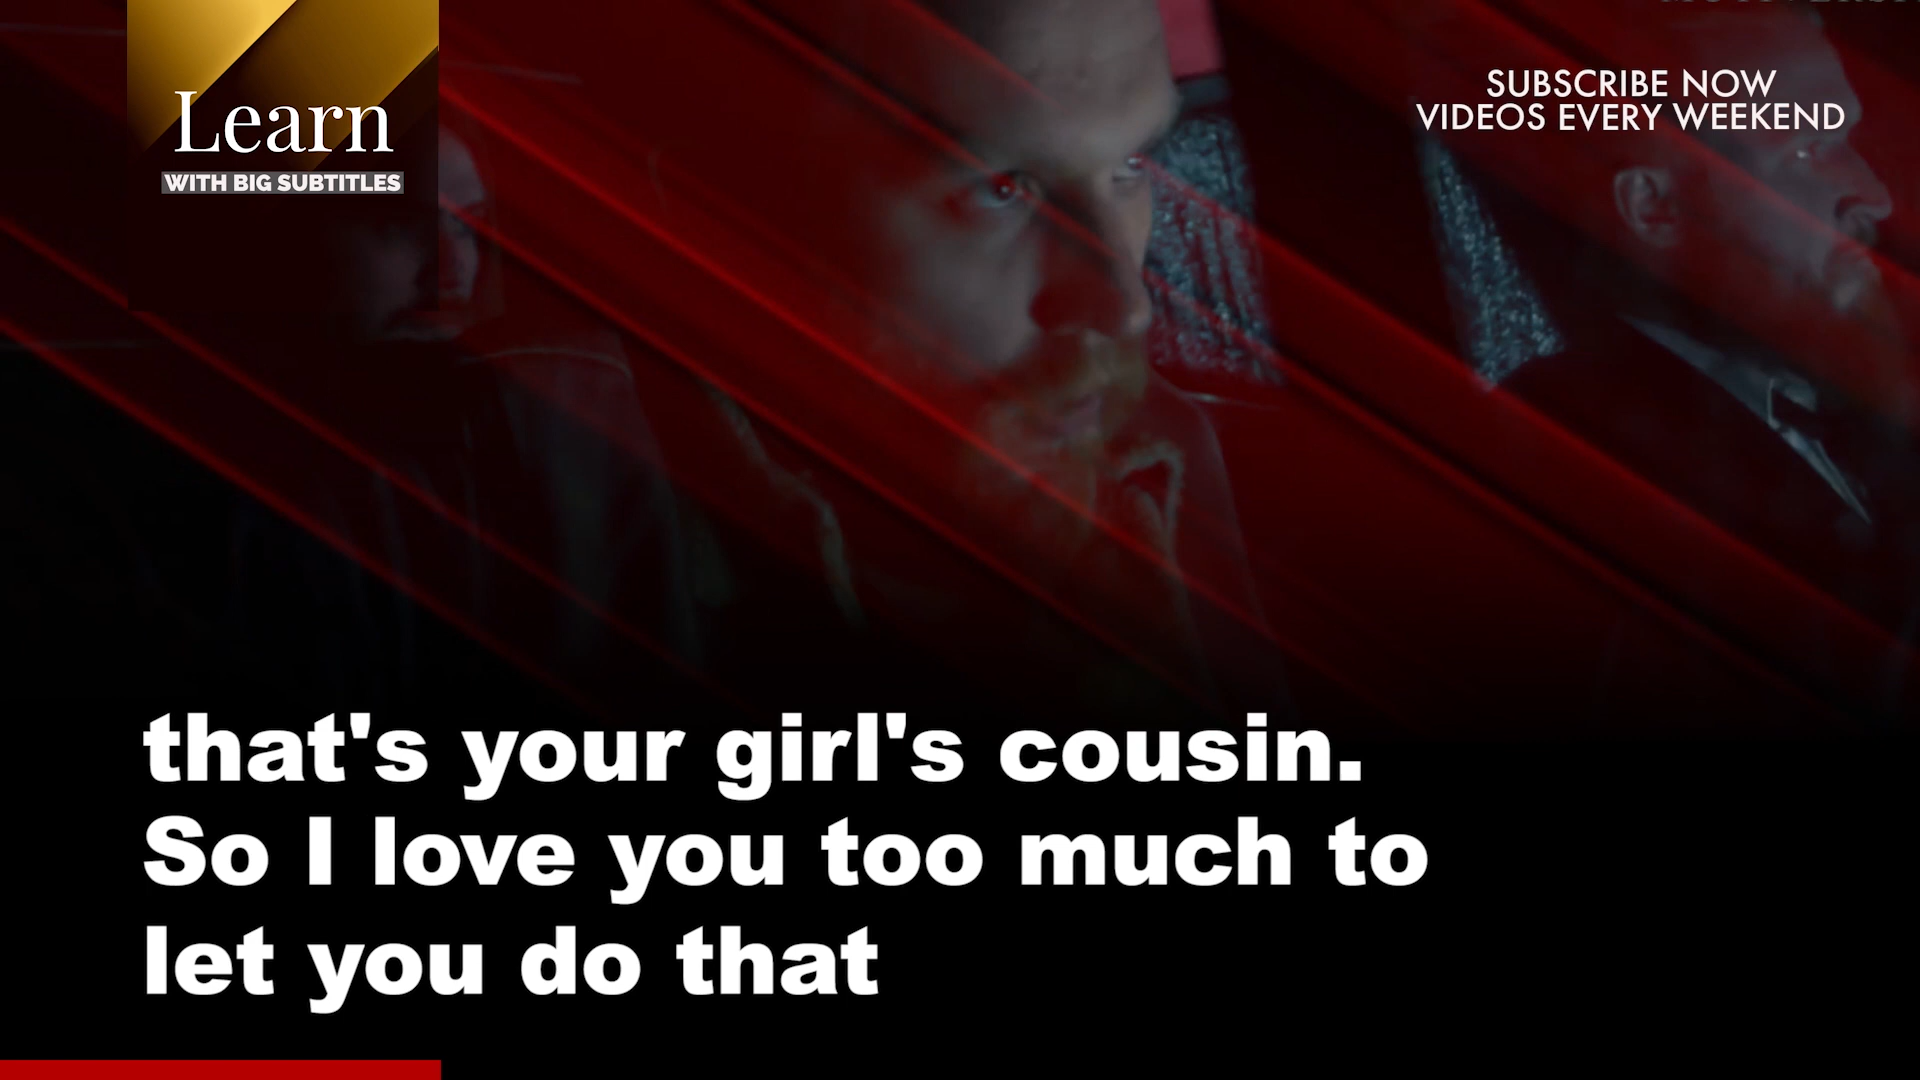 Learn
WITH BIG SUBTITLES
SUBSCRIBE NOW
VIDEOS EVERY WEEKEND
that's your girl's cousin.
So I love you too much to
let you do that